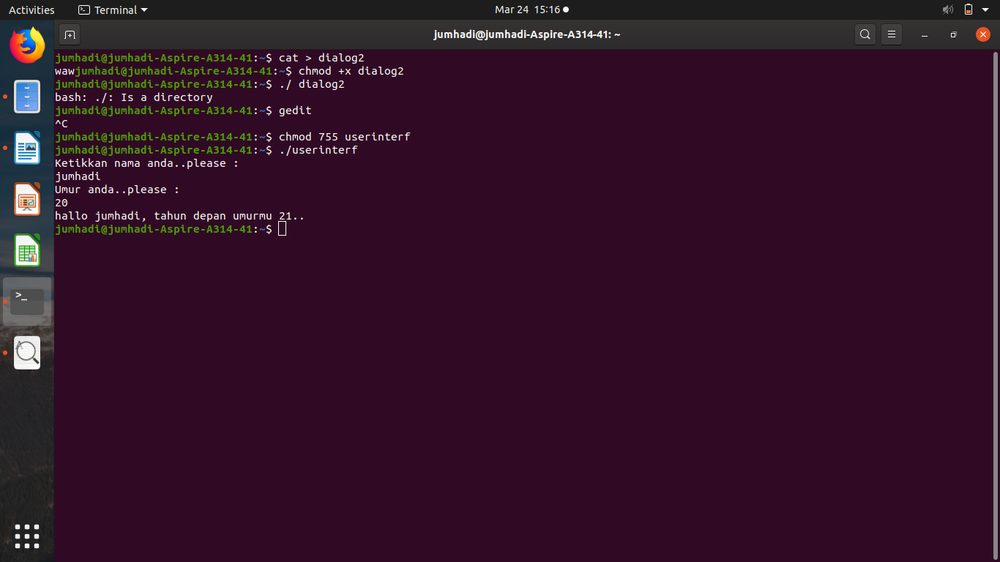 Activities
Terminal
Mar 24 15:16
jumhadi@jumhadi-Aspire-A314-41: ~
jumhadi@jumhadi-Aspire-A314-41:~$ cat > dialog2
wawjumhadi@jumhadi-Aspire-A314-41:~$ chmod +x dialog2
jumhadi@jumhadi-Aspire-A314-41:~$ ./ dialog2
bash: ./: Is a directory
jumhadi@jumhadi-Aspire-A314-41:~$ gedit
^C
jumhadi@jumhadi-Aspire-A314-41:~$ chmod 755 userinterf
jumhadi@jumhadi-Aspire-A314-41:~$ ./userinterf
Ketikkan nama anda..please :
jumhadi
Umur anda..please :
20
hallo jumhadi, tahun depan umurmu 21..
jumhadi@jumhadi-Aspire-A314-41:~$